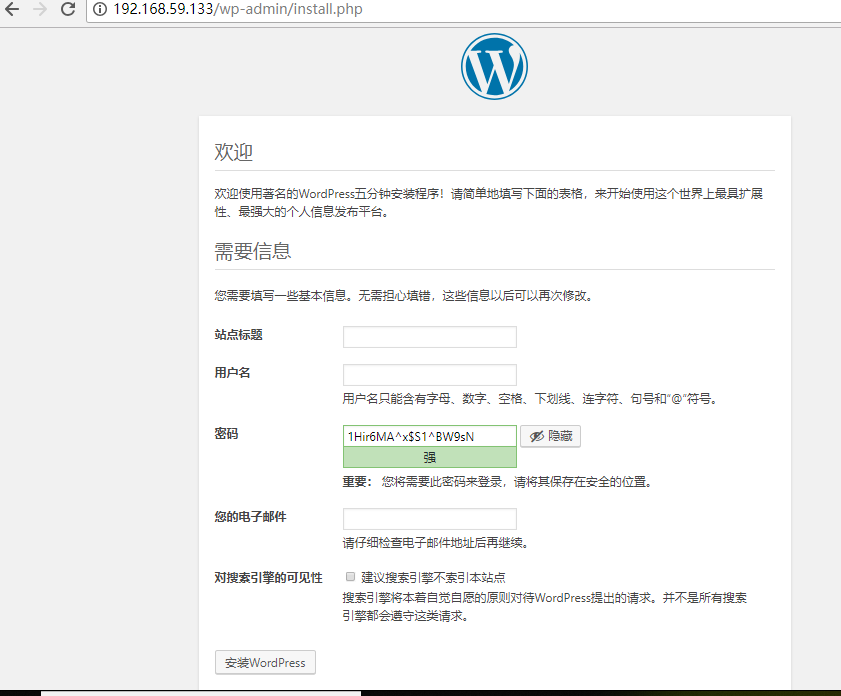 192.168.59.133/wp-admin/install.php
欢迎
欢迎使用著名的WordPress五分钟安装程序！请简单地填写下面的表格，来开始使用这个世界上最具扩展
性、最强大的个人信息发布平台。
需要信息
您需要填写一些基本信息。无需担心填错，这些信息以后可以再次修改。
站点标题
用户名
用户名只能含有字母、数字、空格、下划线、连字符、句号和“@”符号。
密码
1Hir6MA^x$S1^BW9sN 隐藏
强
重要： 您将需要此密码来登录，请将其保存在安全的位置。
您的电子邮件
请仔细检查电子邮件地址后再继续。
对搜索引擎的可见性 建议搜索引擎不索引本站点
搜索引擎将本着自觉自愿的原则对待WordPress提出的请求。并不是所有搜索
引擎都会遵守这类请求。
安装WordPress